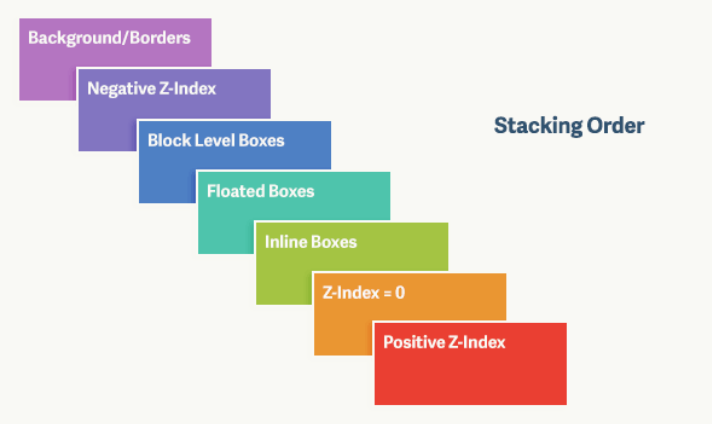 Background/Borders
Negative Z-Index
Stacking Order
Block Level Boxes
Floated Boxes
Inline Boxes
Z-Index = 0
Positive Z-Index